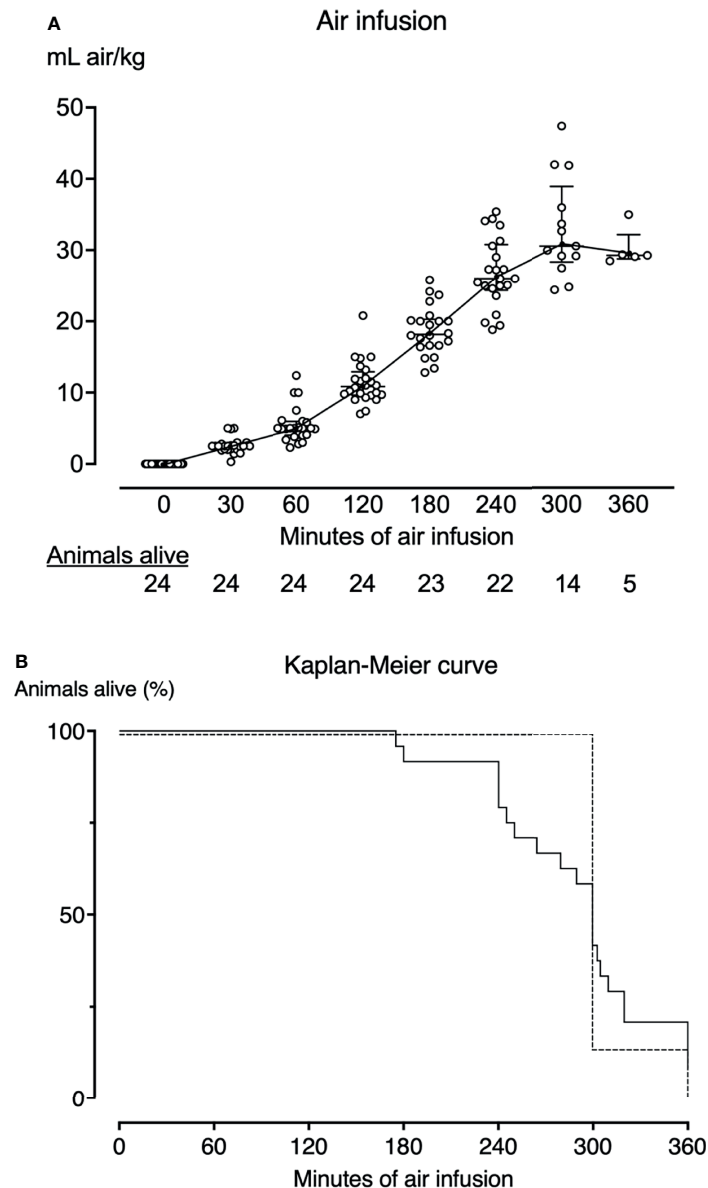 A
Air infusion
mL air/kg
50
40
30
20
10
0
0 30 60 120 180 240 300 360
Minutes of air infusion
Animals alive
24 24 24 24 23 22 14 5
B
Kaplan-Meier curve
Animals alive (%)
100
50
0
0 60 120 180 240 300 360
Minutes of air infusion